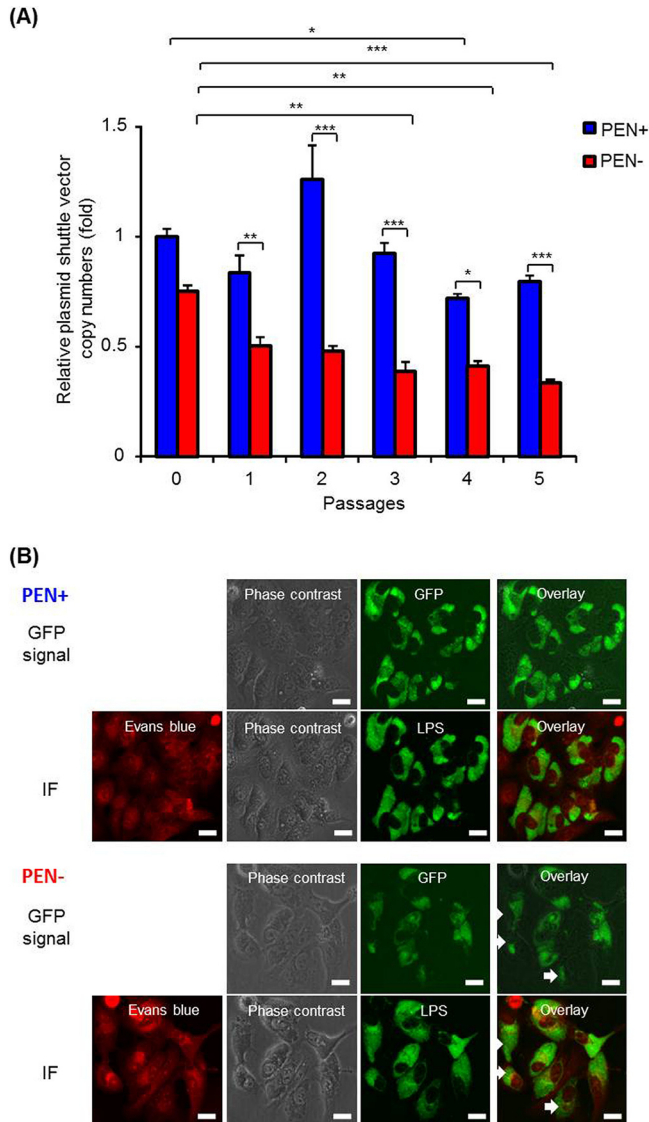 (A)
*
***
**
**
1.5
***
PEN+
PEN-
***
1
**
***
*
Relative plasmid shuttle vector
copy numbers (fold)
0.5
0
0 1 2 3 4 5
Passages
(B)
PEN+
Phase contrast GFP Overlay
GFP
signal
Evans blue Phase contrast LPS Overlay
IF
PEN-
Phase contrast GFP Overlay
GFP
signal
Evans blue Phase contrast LPS Overlay
IF